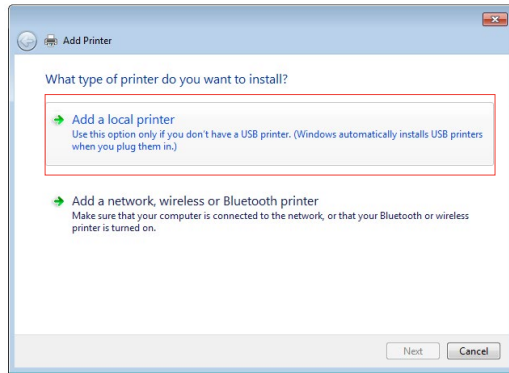 Add Printer
What type of printer do you want to install?
Add a local printer
Use this option only if you don't have a USB printer. (Windows automatically installs USB printers
when you plug them in.)
Add a network, wireless or Bluetooth printer
Make sure that your computer is connected to the network, or that your Bluetooth or wireless
printer is turned on.
Next Cancel